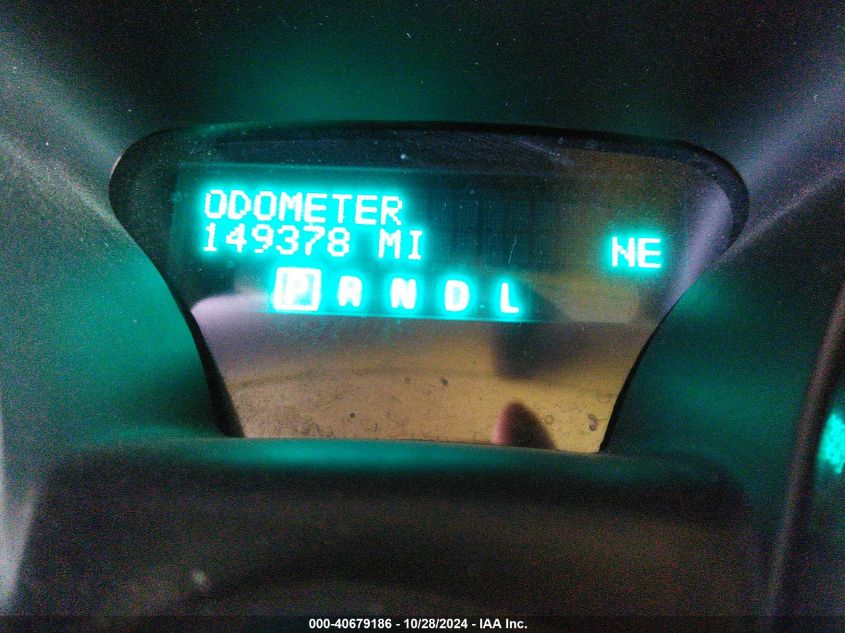 ODOMETER
149378 MI
NE
P R N D L
000-40679186 - 10/28/2024 - IAA Inc.